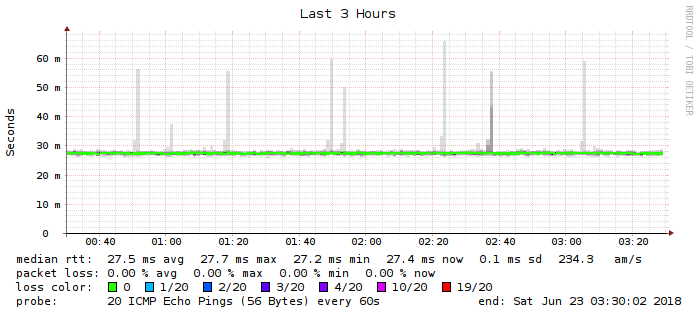 Last 3 Hours
RRDTOOL / TOBI OETIKER
Seconds
60 m
50 m
40 m
30 m
20 m
10 m
0
00:40 01:00 01:20 01:40 02:00 02:20 02:40 03:00 03:20
median rtt: 27.5 ms avg 27.7 ms max 27.2 ms min 27.4 ms now 0.1 ms sd 234.3 am/s
packet loss: 0.00 % avg 0.00 % max 0.00 % min 0.00 % now
loss color: 0 1/20 2/20 3/20 4/20 10/20 19/20
probe: 20 ICMP Echo Pings (56 Bytes) every 60s end: Sat Jun 23 03:30:02 2018